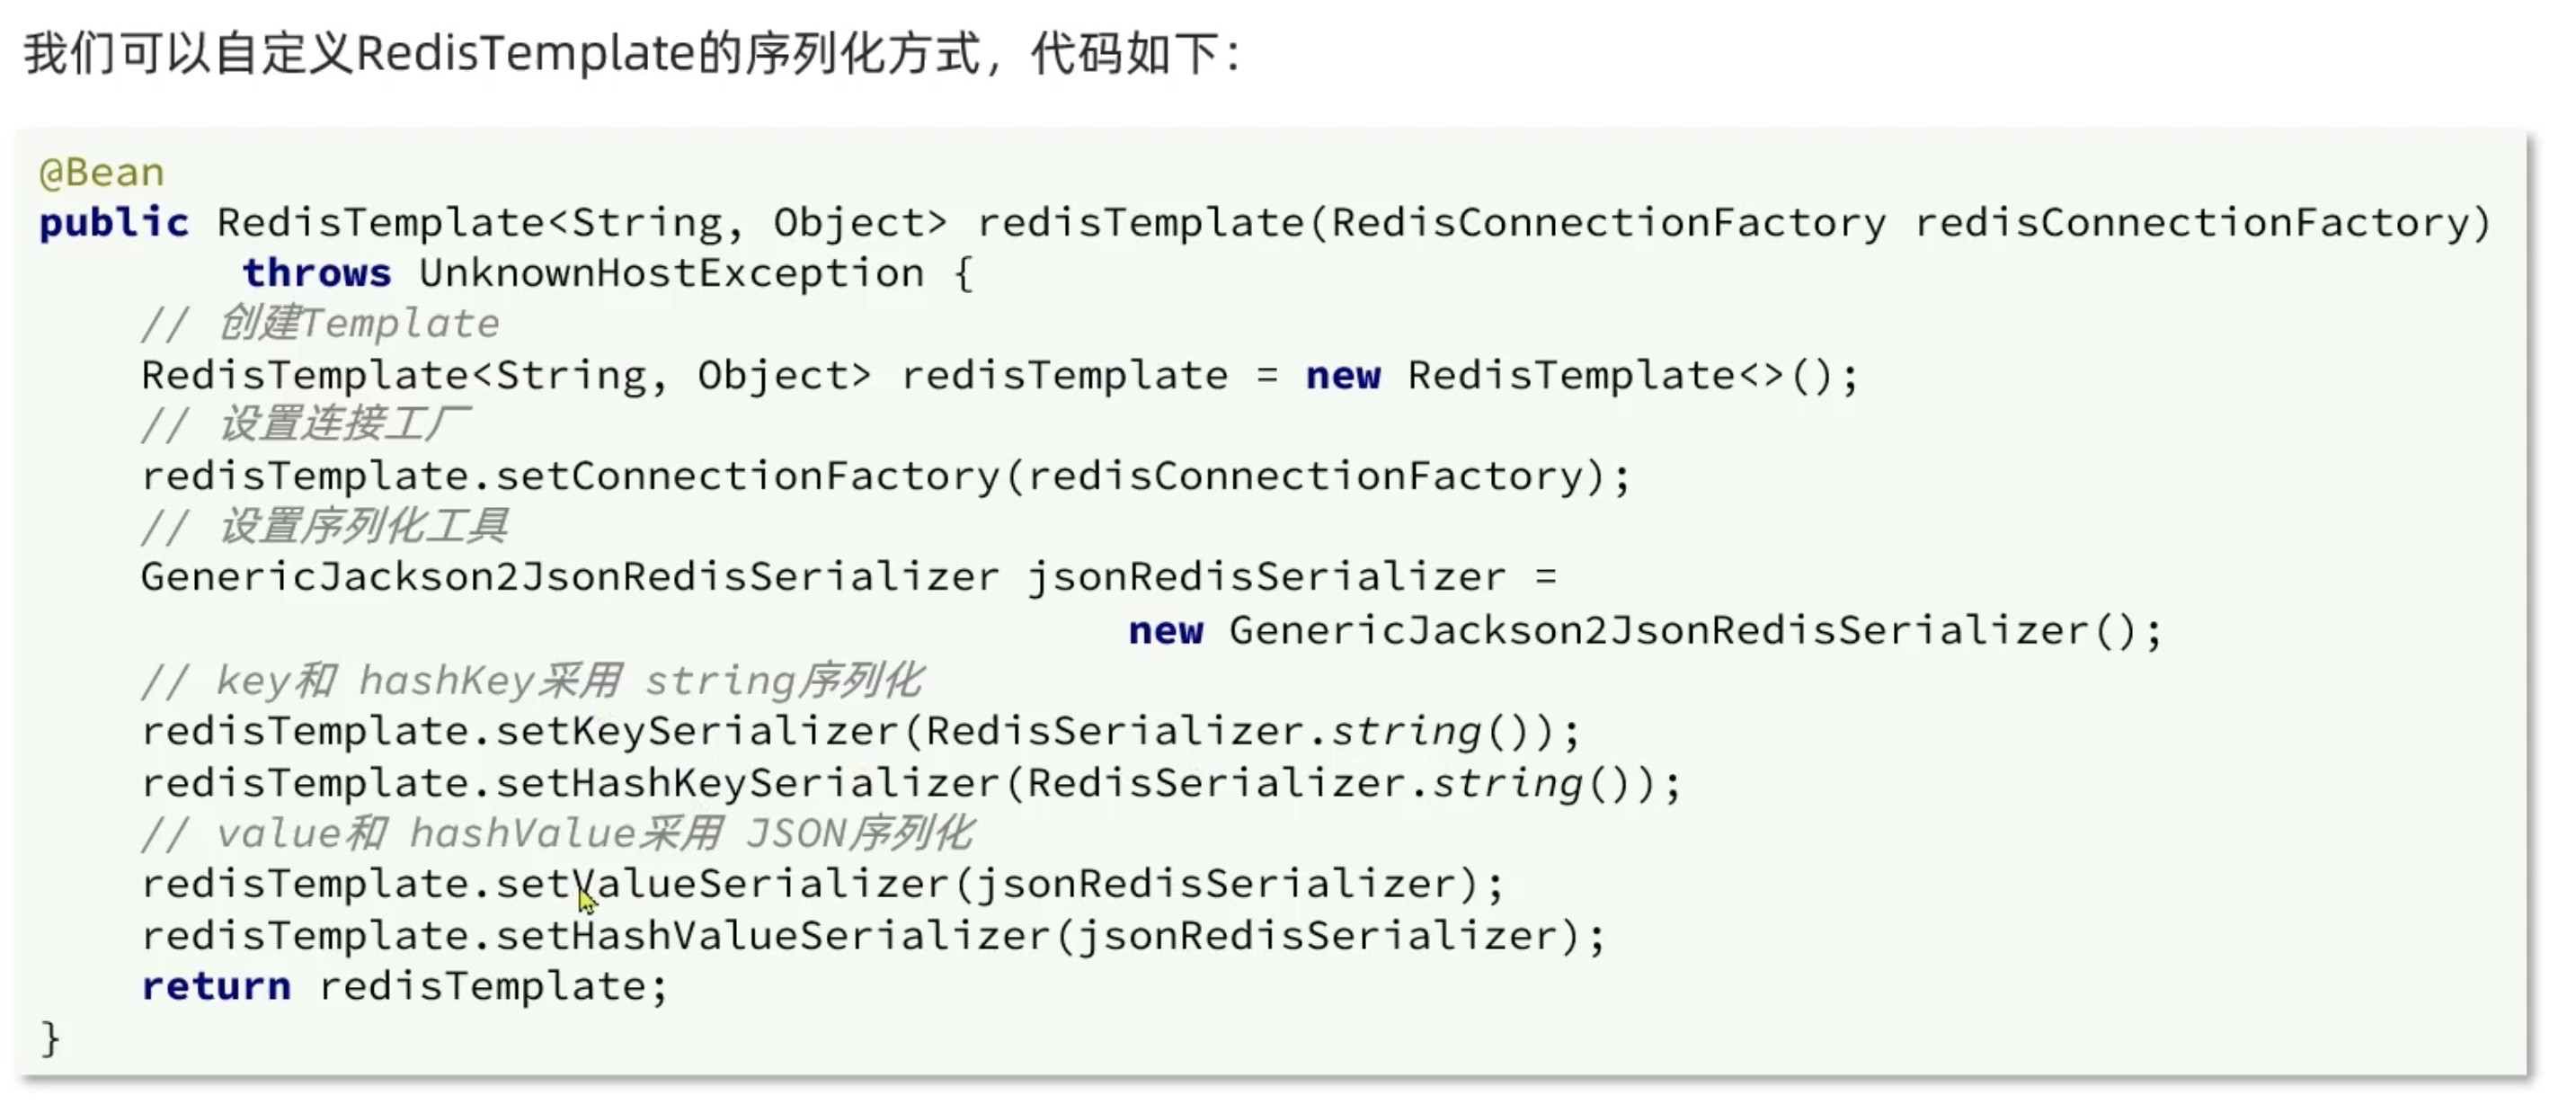 我们可以自定义RedisTemplate的序列化方式，代码如下：
@Bean
public RedisTemplate<String, Object> redisTemplate(RedisConnectionFactory redisConnectionFactory)
        throws UnknownHostException {
    // 创建Template
    RedisTemplate<String, Object> redisTemplate = new RedisTemplate<>();
    // 设置连接工厂
    redisTemplate.setConnectionFactory(redisConnectionFactory);
    // 设置序列化工具
    GenericJackson2JsonRedisSerializer jsonRedisSerializer =
                                            new GenericJackson2JsonRedisSerializer();
    // key和 hashKey采用 string序列化
    redisTemplate.setKeySerializer(RedisSerializer.string());
    redisTemplate.setHashKeySerializer(RedisSerializer.string());
    // value和 hashValue采用 JSON序列化
    redisTemplate.setValueSerializer(jsonRedisSerializer);
    redisTemplate.setHashValueSerializer(jsonRedisSerializer);
    return redisTemplate;
}